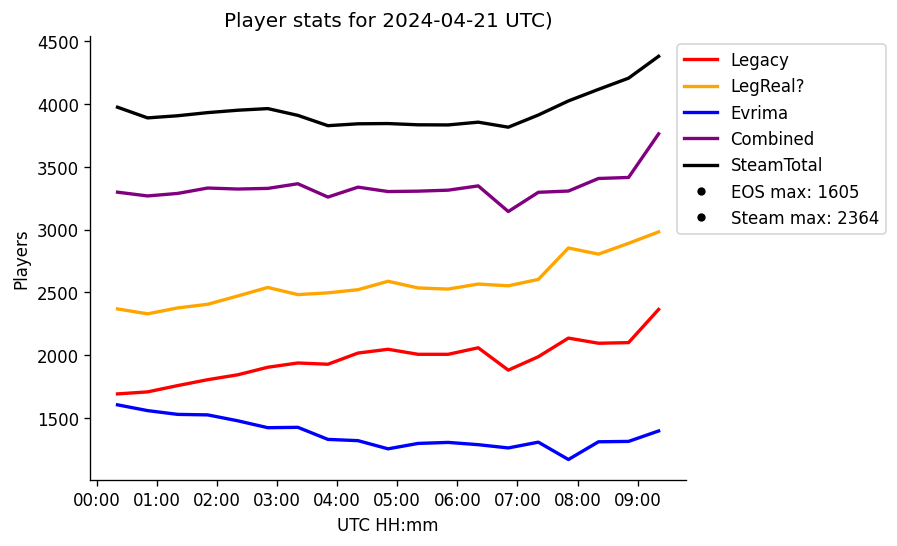 Player stats for 2024-04-21 UTC)
4500
4000
3500
3000
2500
2000
1500
Players
00:00 01:00 02:00 03:00 04:00 05:00 06:00 07:00 08:00 09:00
UTC HH:mm
Legacy
LegReal?
Evrima
Combined
SteamTotal
EOS max: 1605
Steam max: 2364